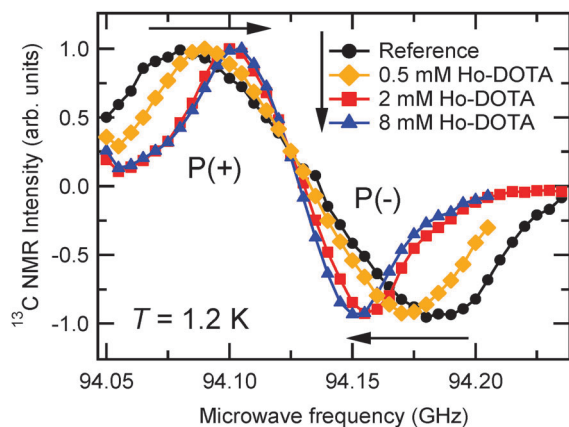 Reference
0.5 mM Ho-DOTA
2 mM Ho-DOTA
8 mM Ho-DOTA
P(+)
P(-)
T = 1.2 K
¹³C NMR Intensity (arb. units)
1.0
0.5
0.0
-0.5
-1.0
94.05 94.10 94.15 94.20
Microwave frequency (GHz)